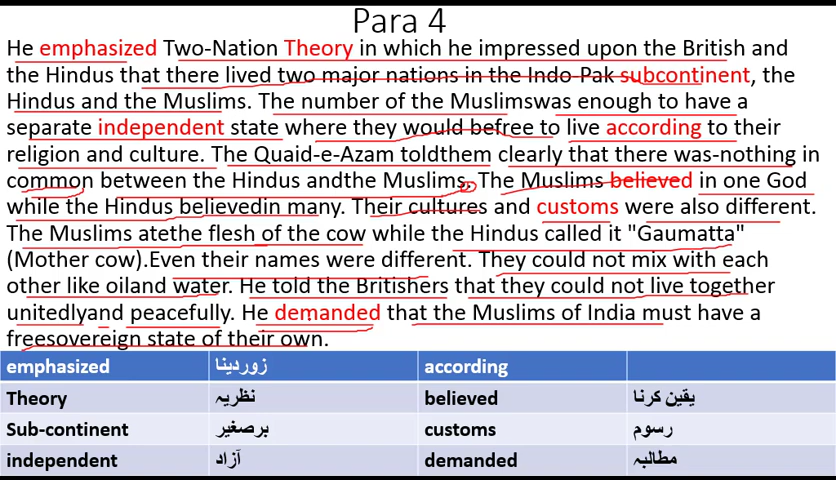 Para 4
He emphasized Two-Nation Theory in which he impressed upon the British and
the Hindus that there lived two major nations in the Indo-Pak subcontinent, the
Hindus and the Muslims. The number of the Muslimswas enough to have a
separate independent state where they would befree to live according to their
religion and culture. The Quaid-e-Azam toldthem clearly that there was-nothing in
common between the Hindus andthe Muslims. The Muslims believed in one God
while the Hindus believedin many. Their cultures and customs were also different.
The Muslims atethe flesh of the cow while the Hindus called it "Gaumatta"
(Mother cow).Even their names were different. They could not mix with each
other like oiland water. He told the Britishers that they could not live together
unitedlyand peacefully. He demanded that the Muslims of India must have a
freesovereign state of their own.
emphasized زوردینا according
Theory نظریہ believed یقین کرنا
Sub-continent برصغیر customs رسوم
independent آزاد demanded مطالبہ